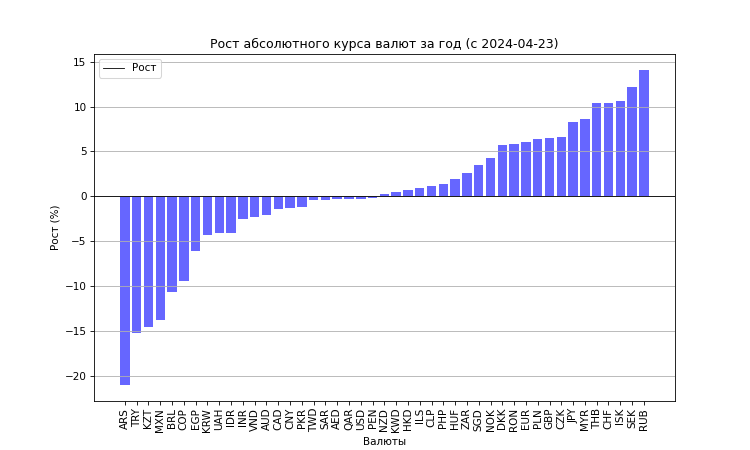 Рост абсолютного курса валют за год (с 2024-04-23)
Рост
15
10
5
0
−5
−10
−15
−20
Рост (%)
ARS TRY KZT MXN BRL COP EGP KRW UAH IDR INR VND AUD CAD CNY PKR TWD SAR AED QAR USD PEN NZD KWD HKD ILS CLP PHP HUF ZAR SGD NOK DKK RON EUR PLN GBP CZK JPY MYR THB CHF ISK SEK RUB
Валюты